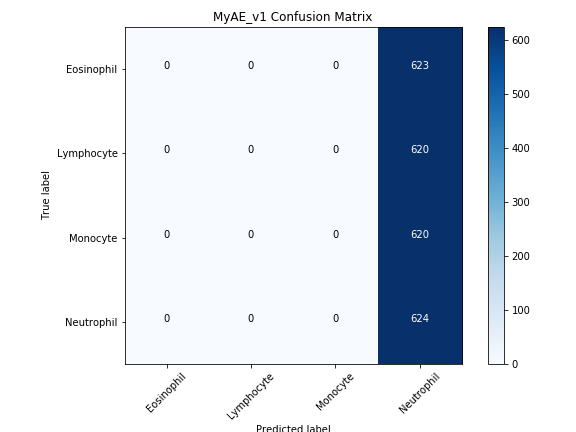 MyAE_v1 Confusion Matrix
Eosinophil 0 0 0 623
Lymphocyte 0 0 0 620
Monocyte 0 0 0 620
Neutrophil 0 0 0 624
True label
Eosinophil Lymphocyte Monocyte Neutrophil
Predicted label
600
500
400
300
200
100
0